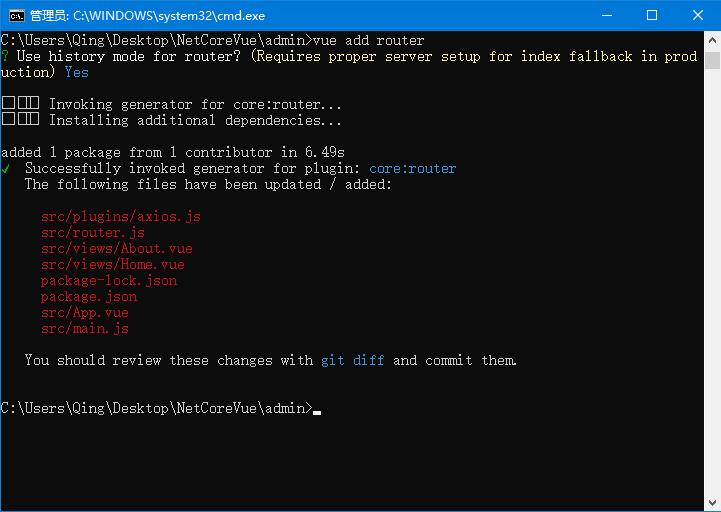 管理员: C:\WINDOWS\system32\cmd.exe
C:\Users\Qing\Desktop\NetCoreVue\admin>vue add router
? Use history mode for router? (Requires proper server setup for index fallback in prod
uction) Yes
Invoking generator for core:router...
Installing additional dependencies...
added 1 package from 1 contributor in 6.49s
✓ Successfully invoked generator for plugin: core:router
The following files have been updated / added:
src/plugins/axios.js
src/router.js
src/views/About.vue
src/views/Home.vue
package-lock.json
package.json
src/App.vue
src/main.js
You should review these changes with git diff and commit them.
C:\Users\Qing\Desktop\NetCoreVue\admin>